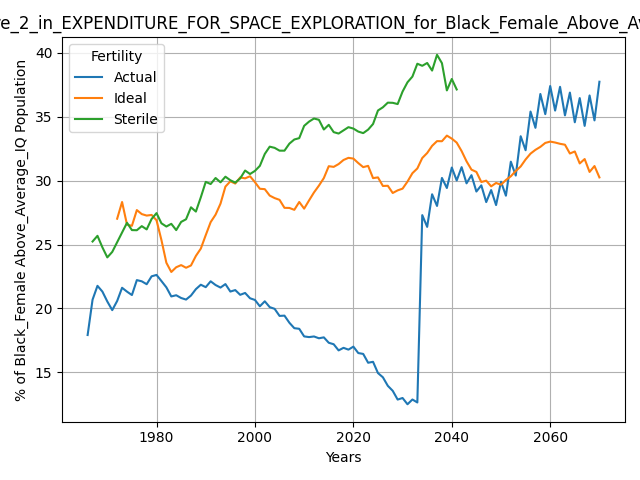 re_2_in_EXPENDITURE_FOR_SPACE_EXPLORATION_for_Black_Female_Above_Av
% of Black_Female Above_Average_IQ Population
Fertility
Actual
Ideal
Sterile
40
35
30
25
20
15
1980 2000 2020 2040 2060
Years